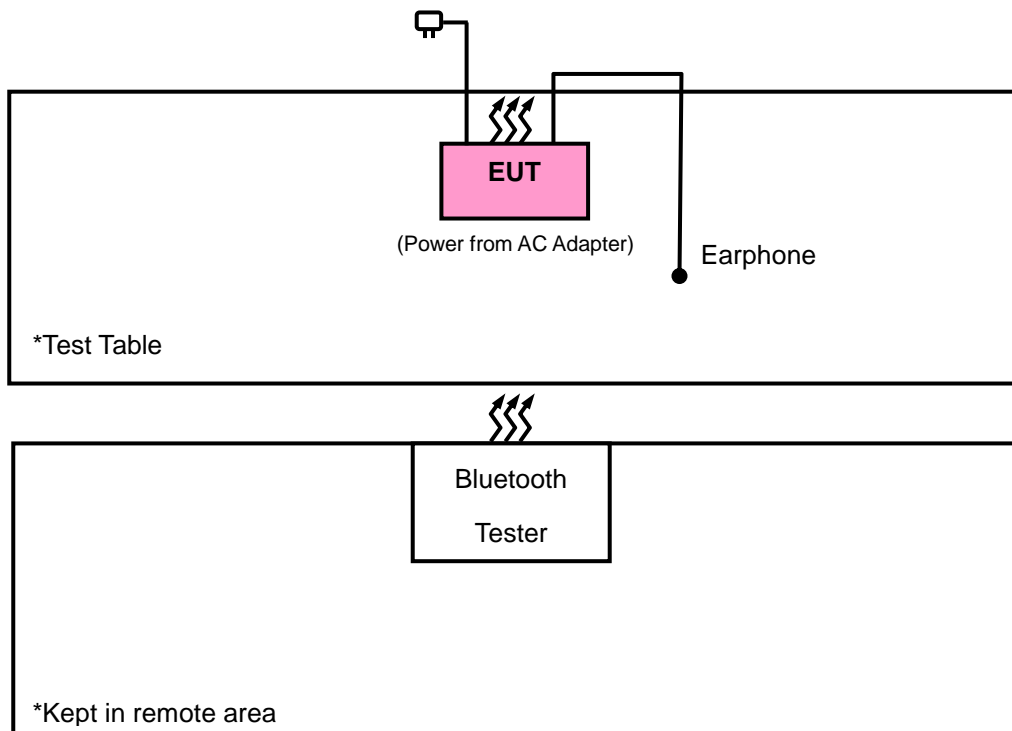 EUT
(Power from AC Adapter)
Earphone
*Test Table
Bluetooth
Tester
*Kept in remote area